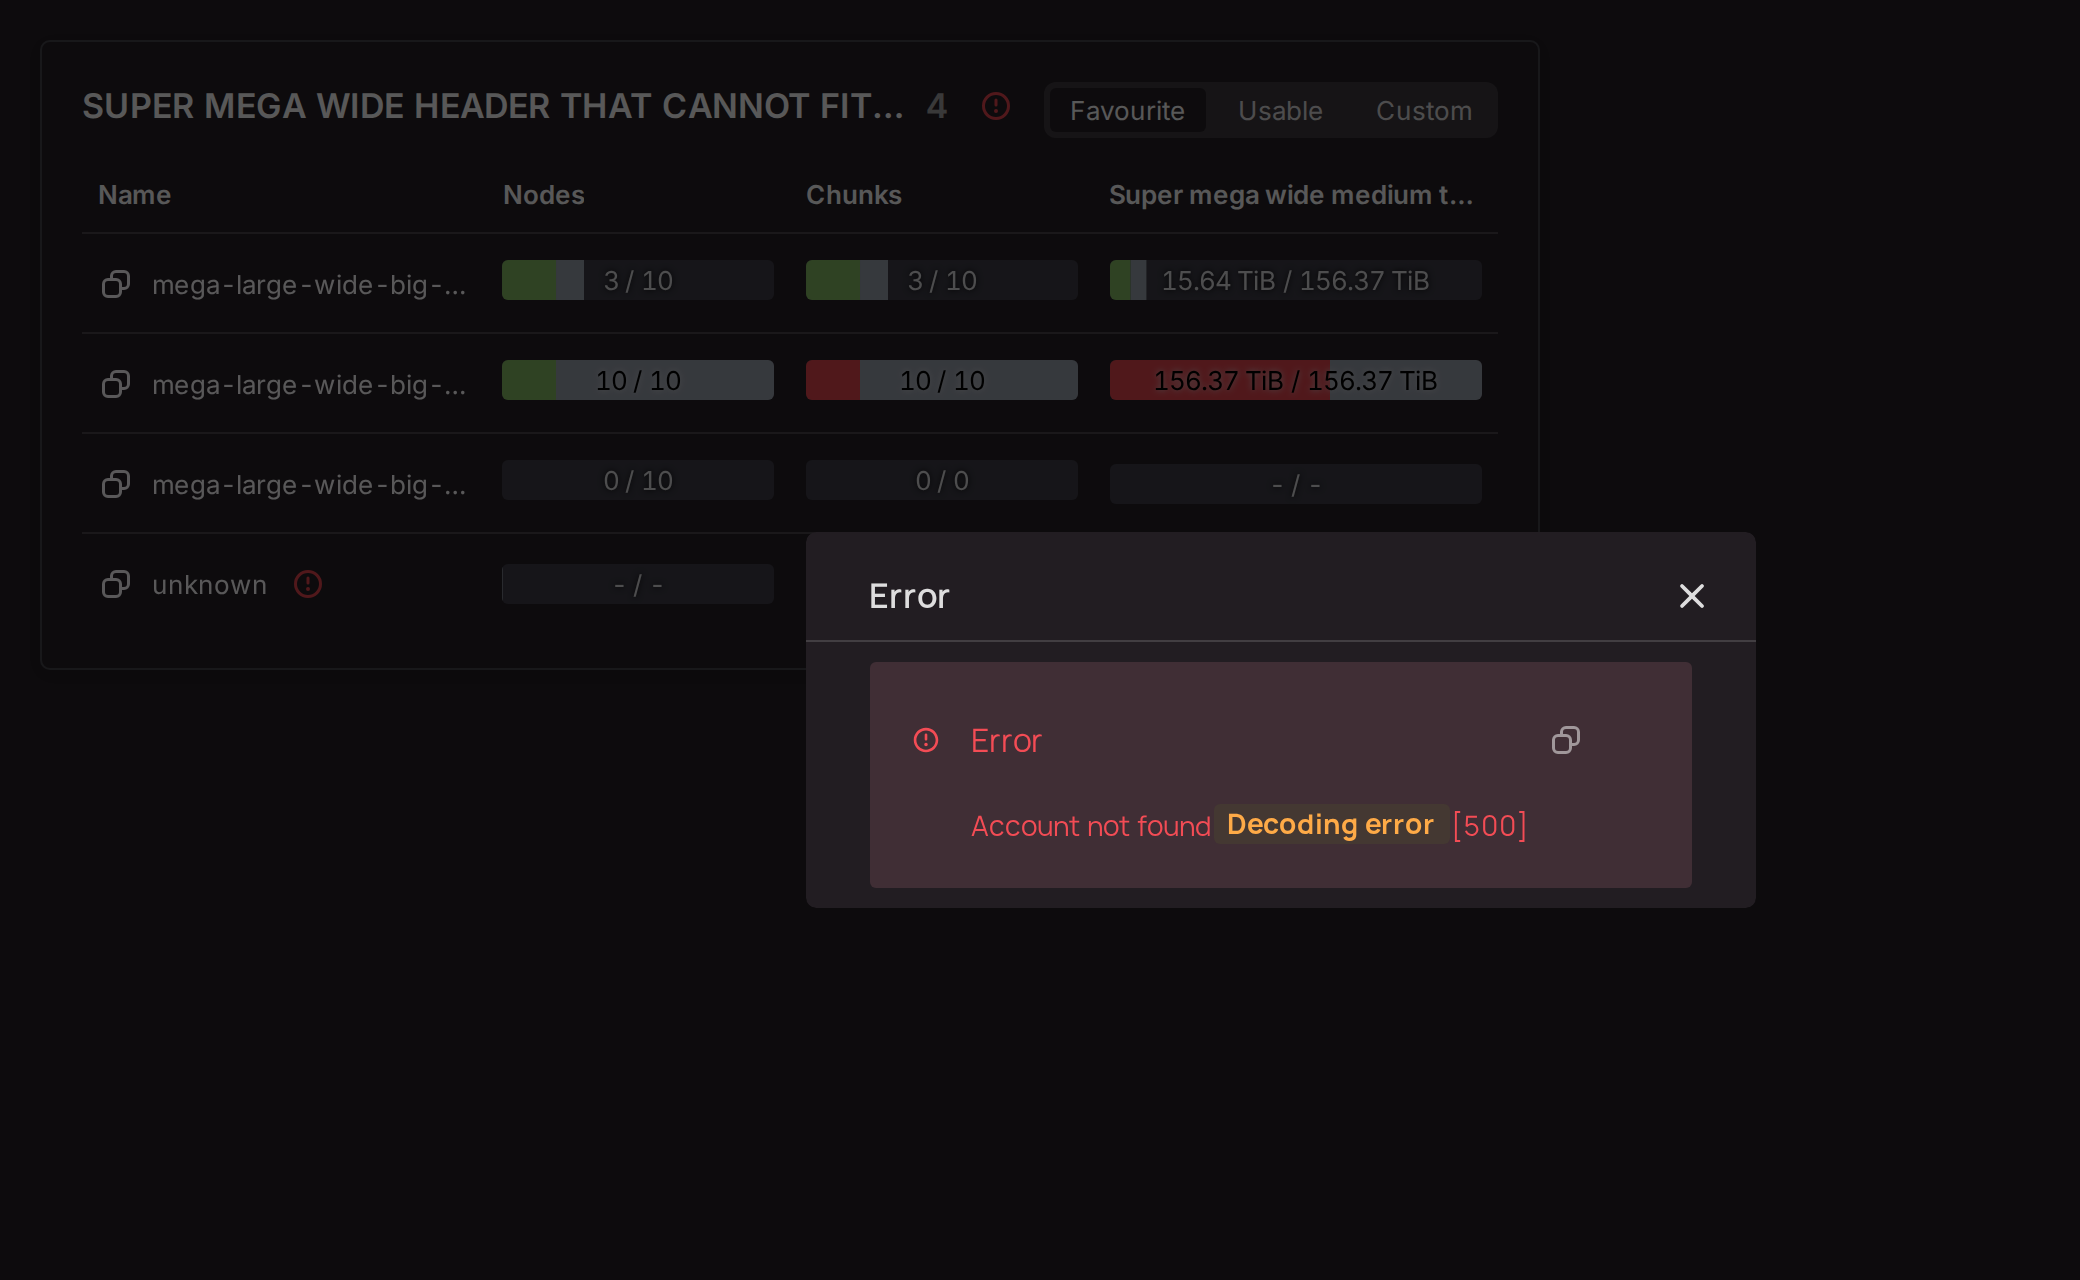 SUPER MEGA WIDE HEADER THAT CANNOT FIT... 4 Favourite Usable Custom
Name Nodes Chunks Super mega wide medium t...
mega-large-wide-big-... 3 / 10 3 / 10 15.64 TiB / 156.37 TiB
mega-large-wide-big-... 10 / 10 10 / 10 156.37 TiB / 156.37 TiB
mega-large-wide-big-... 0 / 10 0 / 0 - / -
unknown - / -
Error
Error
Account not found Decoding error [500]